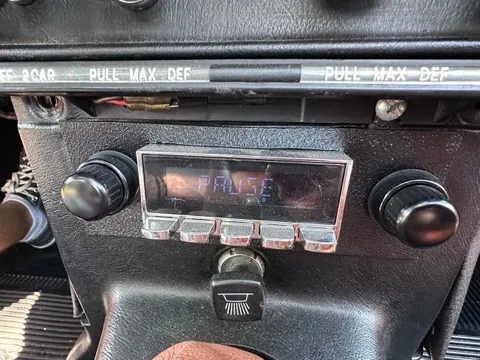 2CAR PULL MAX DEF PULL MAX DEF
PAUSE